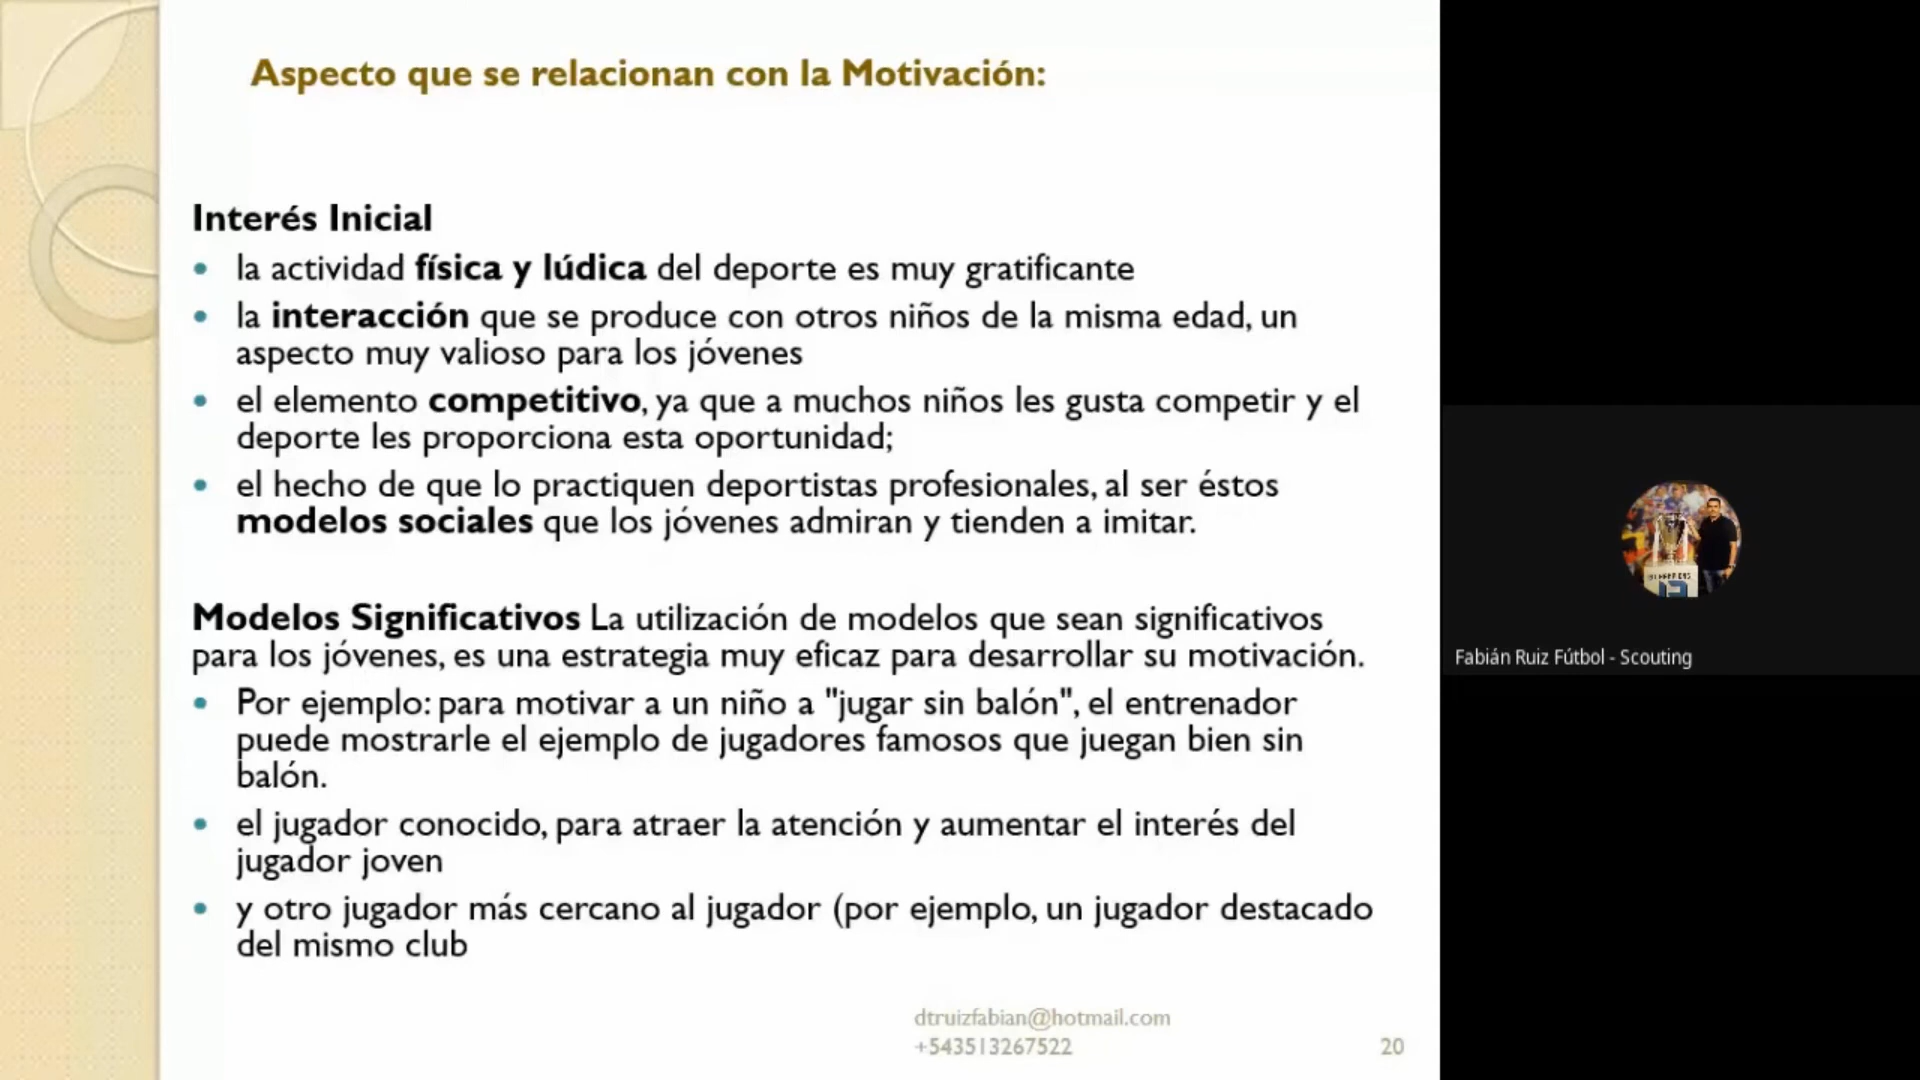 Aspecto que se relacionan con la Motivación:
Interés Inicial
• la actividad física y lúdica del deporte es muy gratificante
• la interacción que se produce con otros niños de la misma edad, un
aspecto muy valioso para los jóvenes
• el elemento competitivo, ya que a muchos niños les gusta competir y el
deporte les proporciona esta oportunidad;
• el hecho de que lo practiquen deportistas profesionales, al ser éstos
modelos sociales que los jóvenes admiran y tienden a imitar.
Modelos Significativos La utilización de modelos que sean significativos
para los jóvenes, es una estrategia muy eficaz para desarrollar su motivación.
• Por ejemplo: para motivar a un niño a "jugar sin balón", el entrenador
puede mostrarle el ejemplo de jugadores famosos que juegan bien sin
balón.
• el jugador conocido, para atraer la atención y aumentar el interés del
jugador joven
• y otro jugador más cercano al jugador (por ejemplo, un jugador destacado
del mismo club
dtruizfabian@hotmail.com
+543513267522
20
Fabián Ruiz Fútbol - Scouting